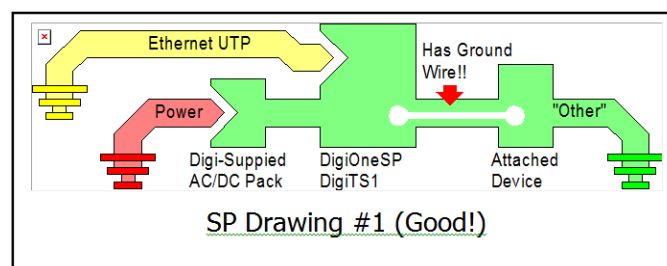 Ethernet UTP
Has Ground
Wire!!
Power
"Other"
Digi-Suppied
AC/DC Pack
DigiOneSP
DigiTS1
Attached
Device
SP Drawing #1 (Good!)